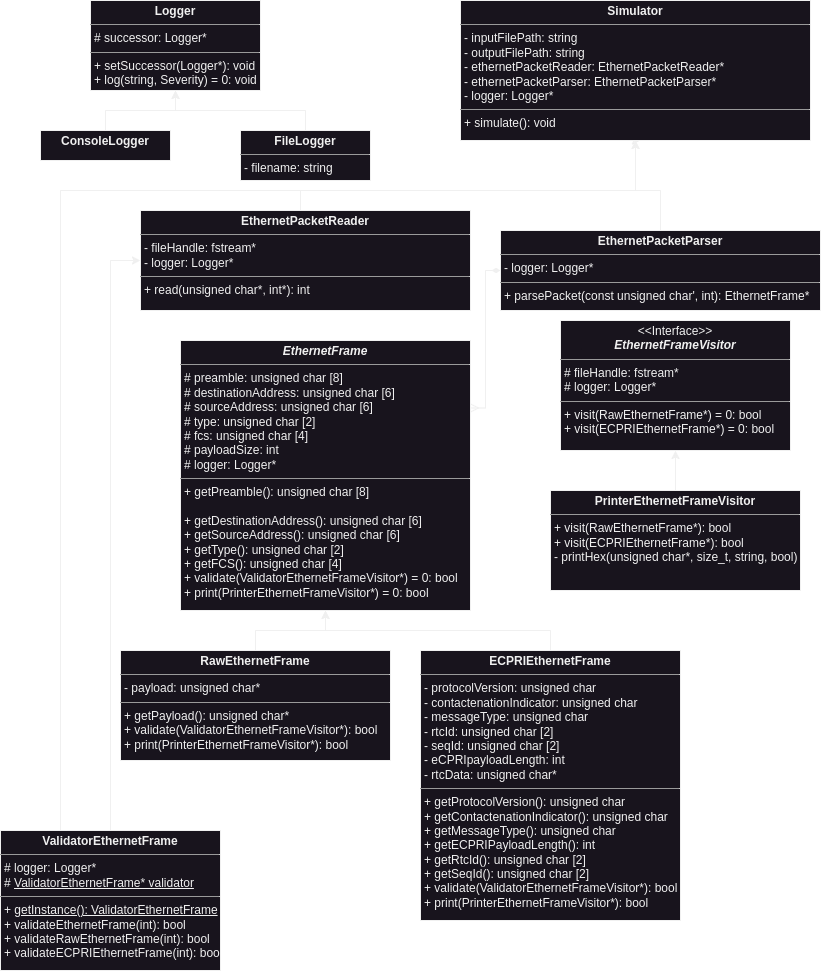 Logger
# successor: Logger*
+ setSuccessor(Logger*): void
+ log(string, Severity) = 0: void
Simulator
- inputFilePath: string
- outputFilePath: string
- ethernetPacketReader: EthernetPacketReader*
- ethernetPacketParser: EthernetPacketParser*
- logger: Logger*
+ simulate(): void
ConsoleLogger
FileLogger
- filename: string
EthernetPacketReader
- fileHandle: fstream*
- logger: Logger*
+ read(unsigned char*, int*): int
EthernetPacketParser
- logger: Logger*
+ parsePacket(const unsigned char', int): EthernetFrame*
EthernetFrame
# preamble: unsigned char [8]
# destinationAddress: unsigned char [6]
# sourceAddress: unsigned char [6]
# type: unsigned char [2]
# fcs: unsigned char [4]
# payloadSize: int
# logger: Logger*
+ getPreamble(): unsigned char [8]
+ getDestinationAddress(): unsigned char [6]
+ getSourceAddress(): unsigned char [6]
+ getType(): unsigned char [2]
+ getFCS(): unsigned char [4]
+ validate(ValidatorEthernetFrameVisitor*) = 0: bool
+ print(PrinterEthernetFrameVisitor*) = 0: bool
<<Interface>>
EthernetFrameVisitor
# fileHandle: fstream*
# logger: Logger*
+ visit(RawEthernetFrame*) = 0: bool
+ visit(ECPRIEthernetFrame*) = 0: bool
PrinterEthernetFrameVisitor
+ visit(RawEthernetFrame*): bool
+ visit(ECPRIEthernetFrame*): bool
- printHex(unsigned char*, size_t, string, bool)
RawEthernetFrame
- payload: unsigned char*
+ getPayload(): unsigned char*
+ validate(ValidatorEthernetFrameVisitor*): bool
+ print(PrinterEthernetFrameVisitor*): bool
ECPRIEthernetFrame
- protocolVersion: unsigned char
- contactenationIndicator: unsigned char
- messageType: unsigned char
- rtcId: unsigned char [2]
- seqId: unsigned char [2]
- eCPRIpayloadLength: int
- rtcData: unsigned char*
+ getProtocolVersion(): unsigned char
+ getContactenationIndicator(): unsigned char
+ getMessageType(): unsigned char
+ getECPRIPayloadLength(): int
+ getRtcId(): unsigned char [2]
+ getSeqId(): unsigned char [2]
+ validate(ValidatorEthernetFrameVisitor*): bool
+ print(PrinterEthernetFrameVisitor*): bool
ValidatorEthernetFrame
# logger: Logger*
# ValidatorEthernetFrame* validator
+ getInstance(): ValidatorEthernetFrame
+ validateEthernetFrame(int): bool
+ validateRawEthernetFrame(int): bool
+ validateECPRIEthernetFrame(int): boo